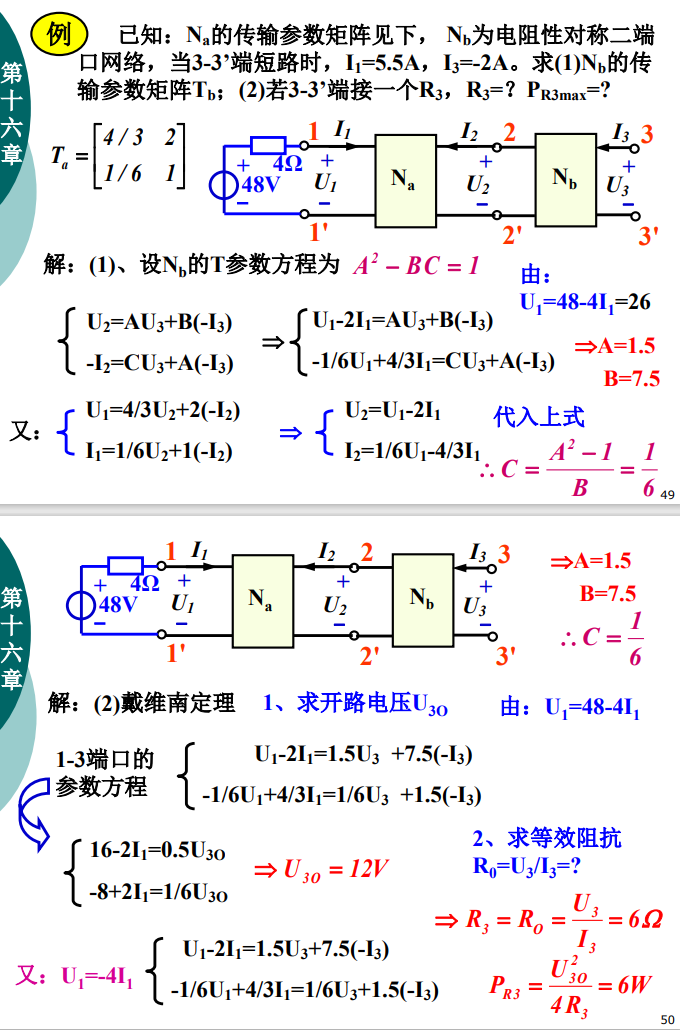 例
已知：Na的传输参数矩阵见下， Nb为电阻性对称二端
口网络，当3-3’端短路时，I1=5.5A，I3=-2A。求(1)Nb的传
输参数矩阵Tb；(2)若3-3’端接一个R3，R3=？PR3max=?
第十六章
Ta = [4/3 2
1/6 1]
1 I1 I2 2 I3 3
+ 4Ω + + +
48V U1 Na U2 Nb U3
− − − −
1' 2' 3'
解：(1)、设Nb的T参数方程为 A² − BC = 1
由：
U1=48-4I1=26
U2=AU3+B(-I3)
-I2=CU3+A(-I3)
⇒ U1-2I1=AU3+B(-I3)
-1/6U1+4/3I1=CU3+A(-I3)
⇒A=1.5
B=7.5
又：
U1=4/3U2+2(-I2)
I1=1/6U2+1(-I2)
⇒ U2=U1-2I1
I2=1/6U1-4/3I1
代入上式
∴ C = (A² − 1)/B = 1/6
49
第十六章
1 I1 I2 2 I3 3
+ 4Ω + + +
48V U1 Na U2 Nb U3
− − − −
1' 2' 3'
⇒A=1.5
B=7.5
∴ C = 1/6
解：(2)戴维南定理 1、求开路电压U3O 由：U1=48-4I1
1-3端口的
参数方程
U1-2I1=1.5U3 +7.5(-I3)
-1/6U1+4/3I1=1/6U3 +1.5(-I3)
16-2I1=0.5U3O
-8+2I1=1/6U3O
⇒ U3O = 12V
2、求等效阻抗
R0=U3/I3=?
⇒ R3 = RO = U3/I3 = 6Ω
又：U1=-4I1
U1-2I1=1.5U3+7.5(-I3)
-1/6U1+4/3I1=1/6U3+1.5(-I3)
PR3 = U3O²/4R3 = 6W
50